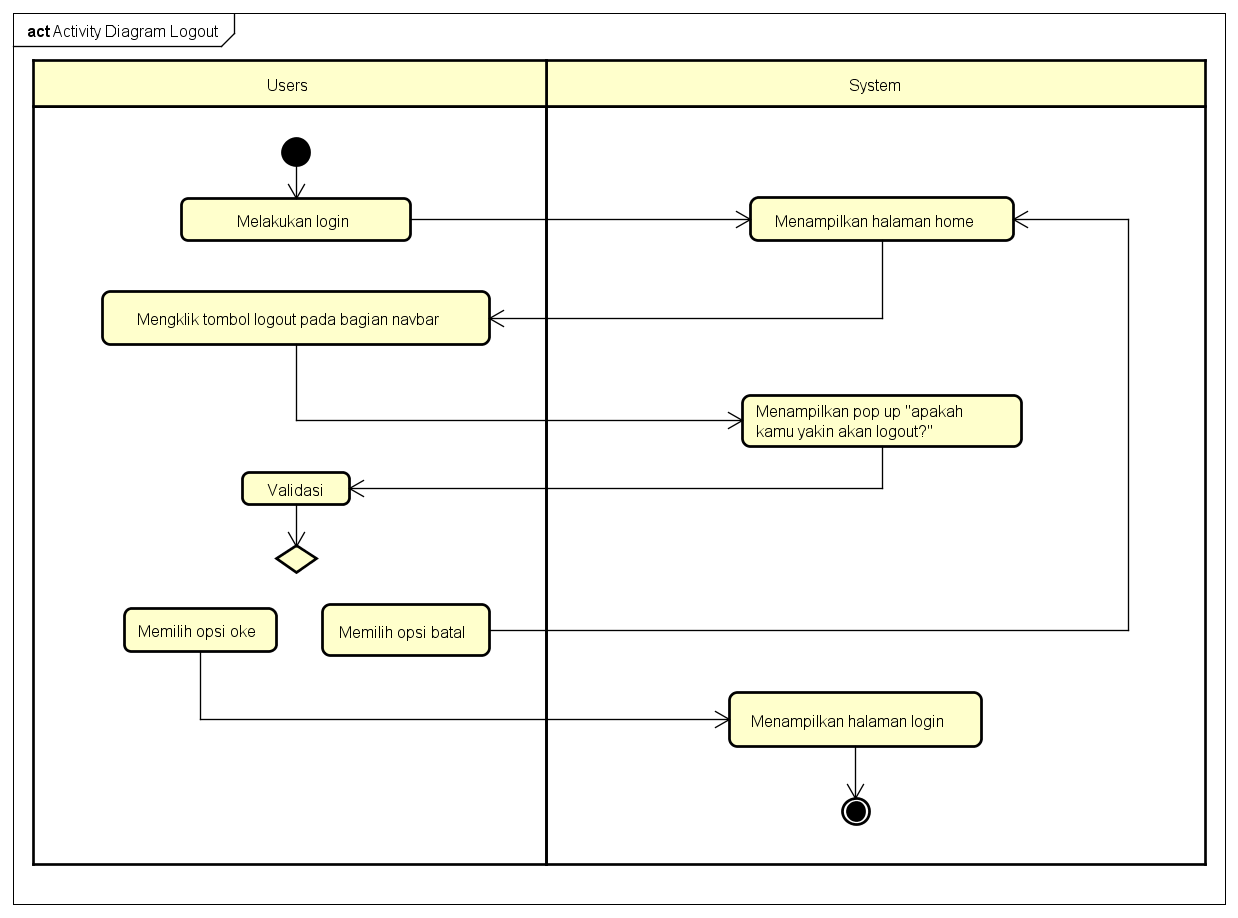 act Activity Diagram Logout
Users
System
Melakukan login
Menampilkan halaman home
Mengklik tombol logout pada bagian navbar
Menampilkan pop up "apakah
kamu yakin akan logout?"
Validasi
Memilih opsi oke
Memilih opsi batal
Menampilkan halaman login